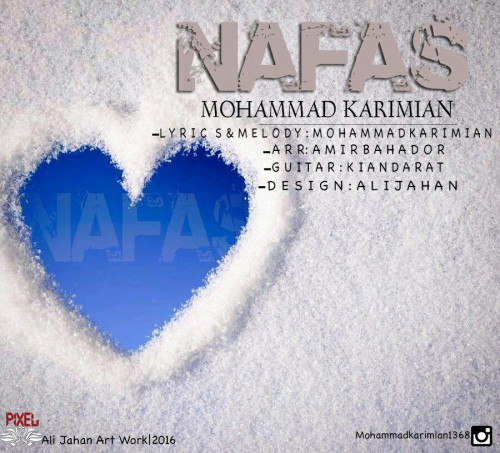 NAFAS
MOHAMMAD KARIMIAN
-LYRIC S&MELODY:MOHAMMADKARIMIAN
-ARR:AMIRBAHADOR
-GUITAR:KIANDARAT
-DESIGN:ALIJAHAN
NAFAS
PIXEL
Ali Jahan Art Work|2016
Mohammadkarimian1368